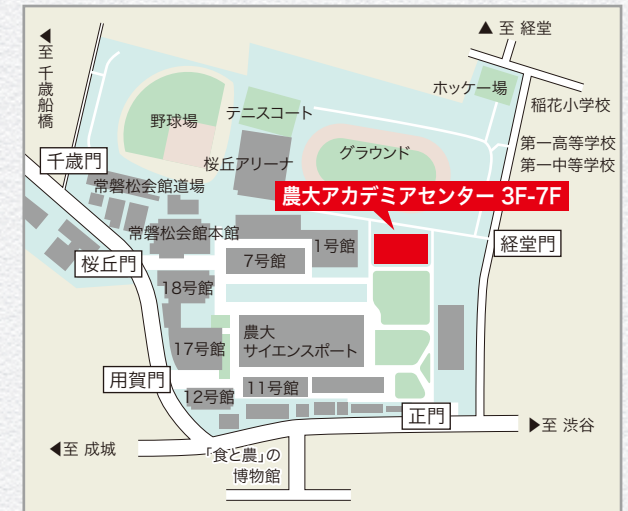 ▲ 至 経堂
▲至 千歳船橋
ホッケー場
稲花小学校
野球場
テニスコート
第一高等学校
第一中等学校
グラウンド
桜丘アリーナ
千歳門
常磐松会館道場
農大アカデミアセンター 3F-7F
常磐松会館本館
1号館
経堂門
7号館
桜丘門
18号館
農大
サイエンスポート
17号館
用賀門
11号館
12号館
正門
▶至 渋谷
◀至 成城
「食と農」の
博物館